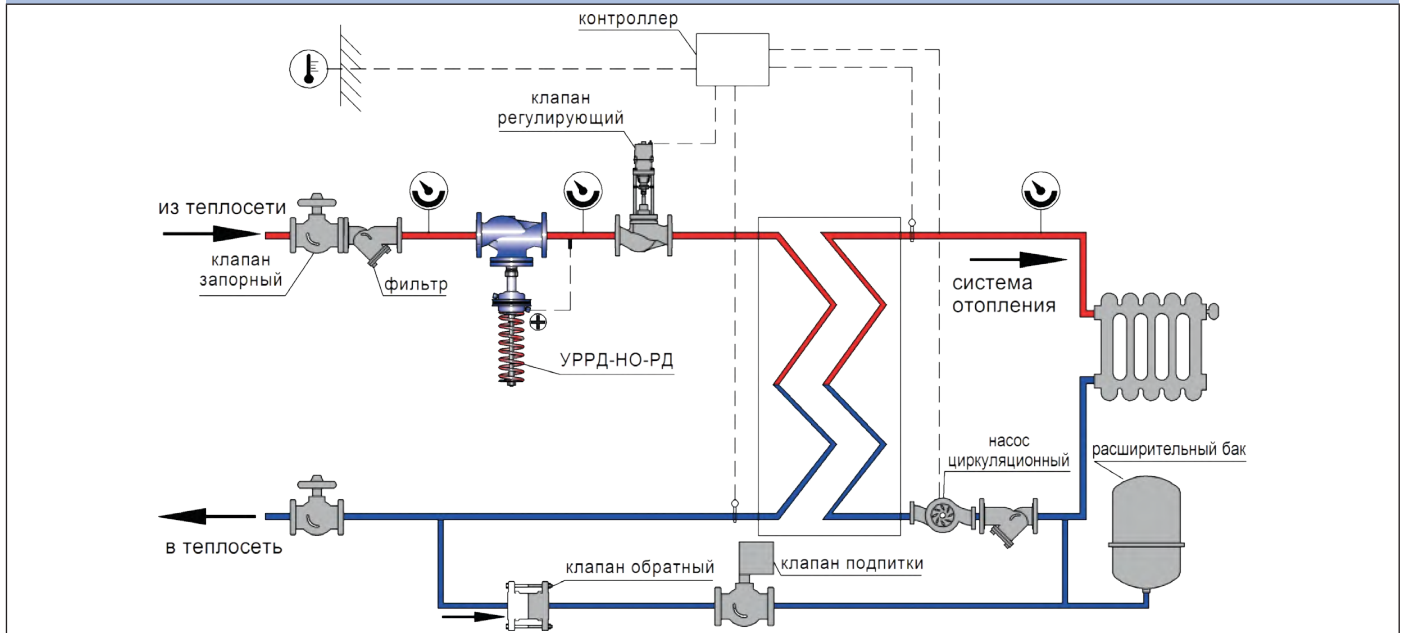 контроллер
клапан
регулирующий
из теплосети
клапан
запорный
фильтр
УРРД-НО-РД
система
отопления
насос
циркуляционный
расширительный бак
в теплосеть
клапан обратный
клапан подпитки